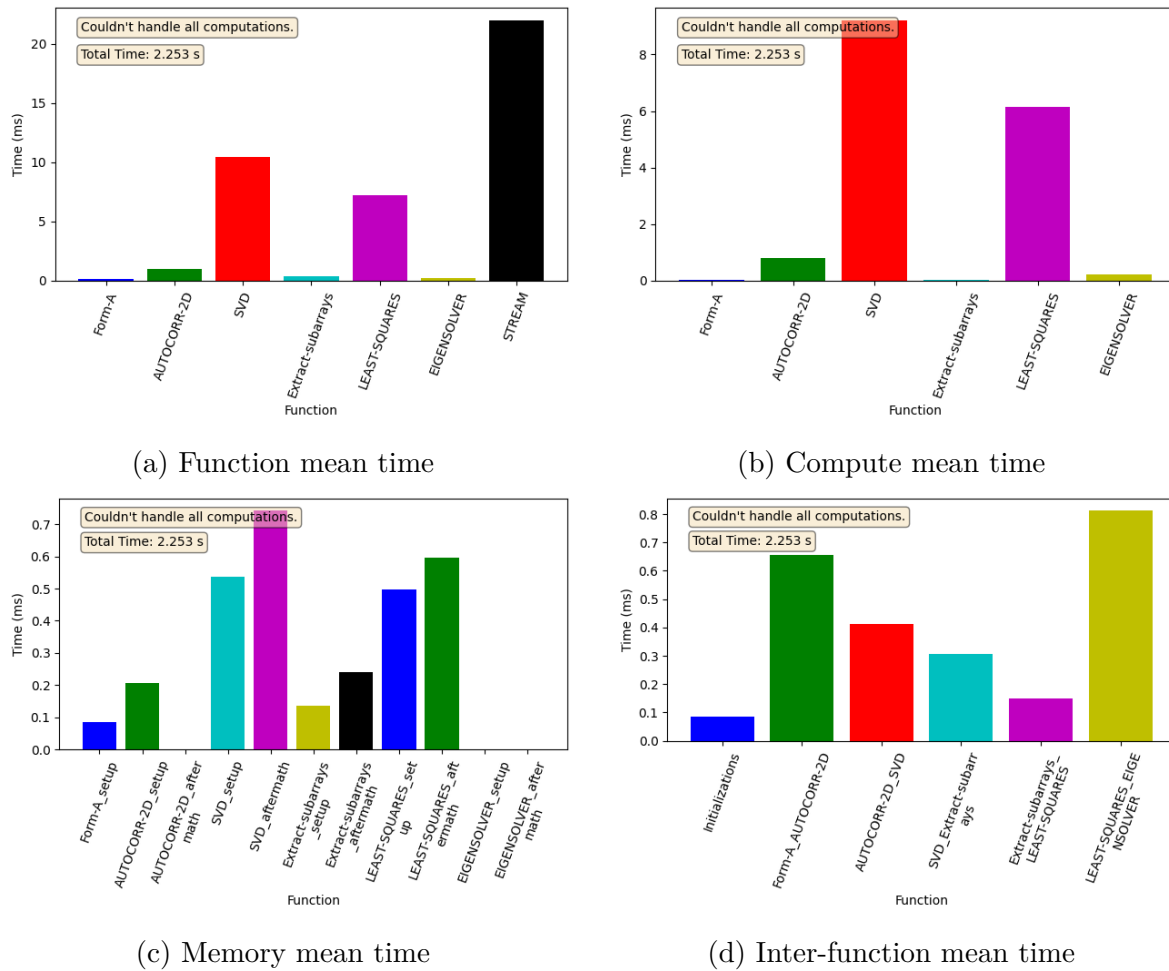 Couldn't handle all computations.
Total Time: 2.253 s
20
15
10
5
0
Time (ms)
Form-A
AUTOCORR-2D
SVD
Extract-subarrays
LEAST-SQUARES
EIGENSOLVER
STREAM
Function
(a) Function mean time
Couldn't handle all computations.
Total Time: 2.253 s
8
6
4
2
0
Time (ms)
Form-A
AUTOCORR-2D
SVD
Extract-subarrays
LEAST-SQUARES
EIGENSOLVER
Function
(b) Compute mean time
Couldn't handle all computations.
Total Time: 2.253 s
0.7
0.6
0.5
0.4
0.3
0.2
0.1
0.0
Time (ms)
Form-A_setup
AUTOCORR-2D_setup
AUTOCORR-2D_after
math
SVD_setup
SVD_aftermath
Extract-subarrays
_setup
Extract-subarrays
_aftermath
LEAST-SQUARES_set
up
LEAST-SQUARES_aft
ermath
EIGENSOLVER_setup
EIGENSOLVER_after
math
Function
(c) Memory mean time
Couldn't handle all computations.
Total Time: 2.253 s
0.8
0.7
0.6
0.5
0.4
0.3
0.2
0.1
0.0
Time (ms)
Initializations
Form-A_AUTOCORR-2D
AUTOCORR-2D_SVD
SVD_Extract-subarr
ays
Extract-subarrays_
LEAST-SQUARES
LEAST-SQUARES_EIGE
NSOLVER
Function
(d) Inter-function mean time